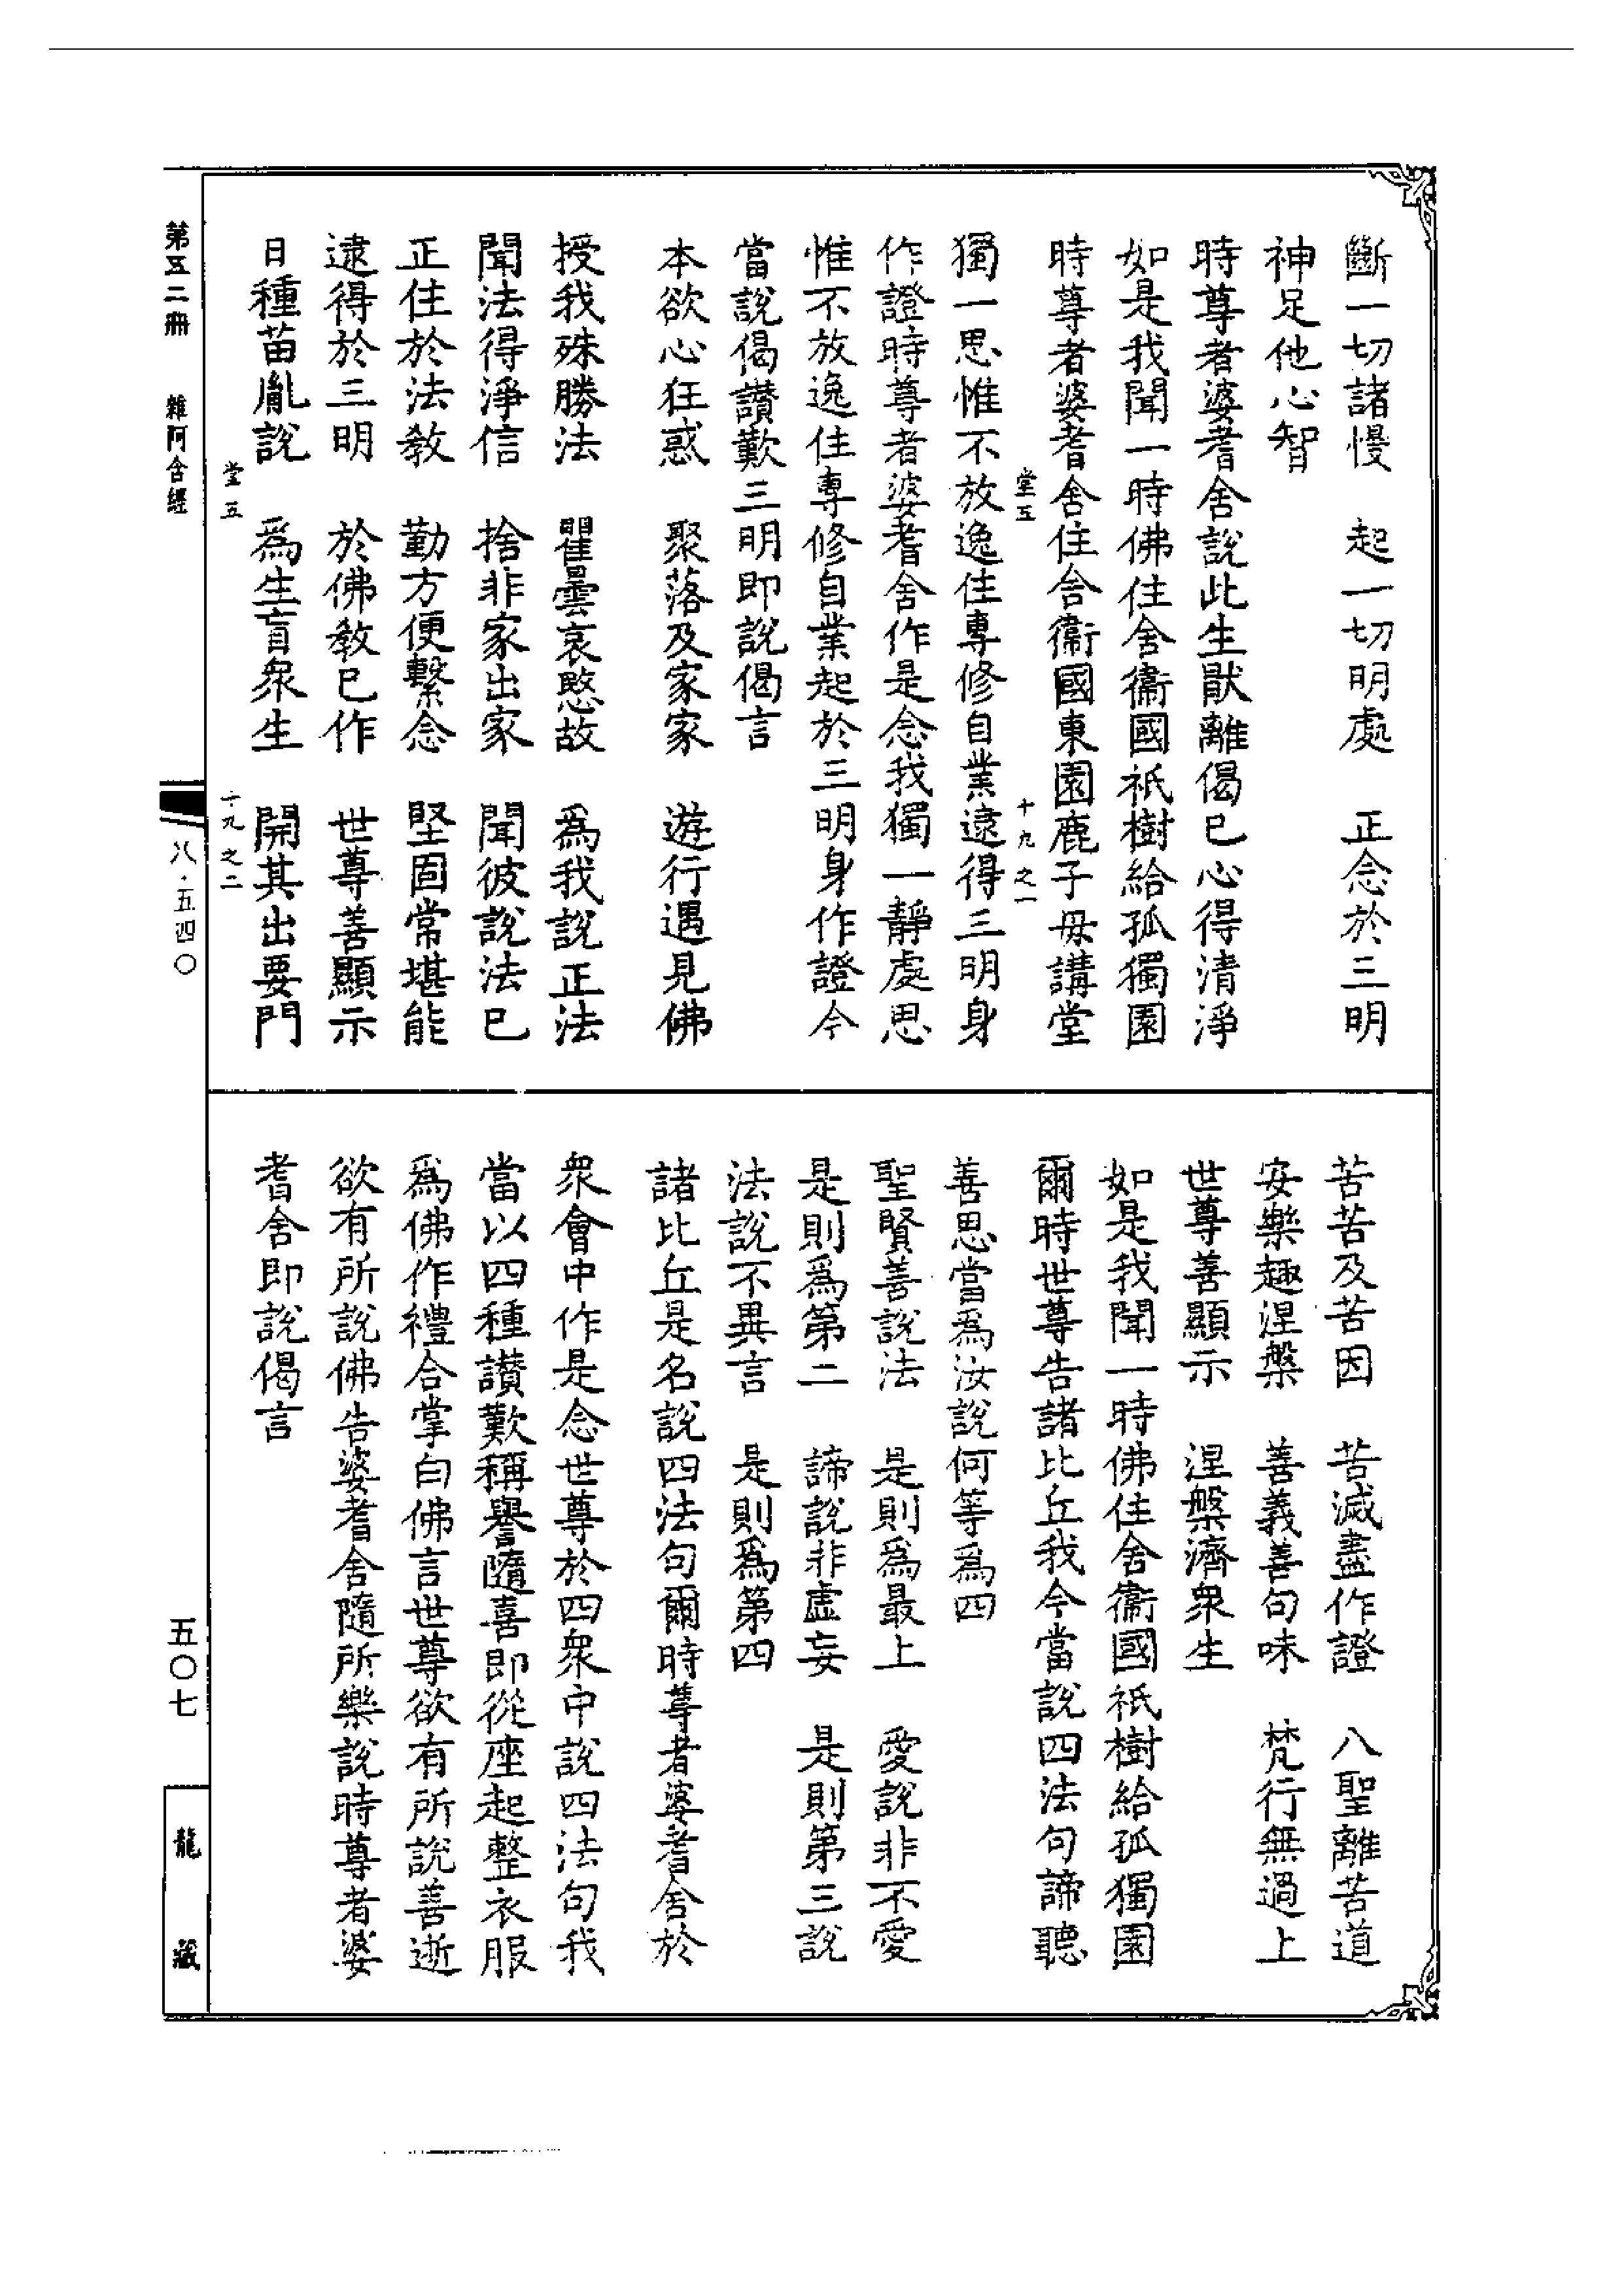 斷一切諸慢　起一切明處　正念於三明
神足他心智
時尊者婆耆舍說此生厭離偈已心得清淨
如是我聞一時佛住舍衞國祇樹給孤獨園
時尊者婆耆舍住舍衞國東園鹿子母講堂
堂五　十九之一
獨一思惟不放逸住專修自業逮得三明身
作證時尊者婆耆舍作是念我獨一靜處思
惟不放逸住專修自業起於三明身作證今
當說偈讃歎三明即說偈言
本欲心狂惑　聚落及家家　遊行遇見佛
授我殊勝法　瞿曇哀愍故　爲我說正法
聞法得淨信　捨非家出家　聞彼說法已
正住於法教　勤方便繫念　堅固常堪能
逮得於三明　於佛教已作　世尊善顯示
日種苗胤說　爲生盲衆生　開其出要門
堂五　十九之二
苦苦及苦因　苦滅盡作證　八聖離苦道
安樂趣涅槃　善義善句味　梵行無過上
世尊善顯示　涅槃濟衆生
如是我聞一時佛住舍衞國祇樹給孤獨園
爾時世尊告諸比丘我今當說四法句諦聽
善思當爲汝說何等爲四
聖賢善說法　是則爲最上　愛說非不愛
是則爲第二　諦說非虛妄　是則第三說
法說不異言　是則爲第四
諸比丘是名說四法句爾時尊者婆耆舍於
衆會中作是念世尊於四衆中說四法句我
當以四種讃歎稱譽隨喜即從座起整衣服
爲佛作禮合掌白佛言世尊欲有所說善逝
欲有所說佛告婆耆舍隨所樂說時尊者婆
耆舍即說偈言
第五二冊　雜阿含經　八·五四〇　五〇七　龍藏